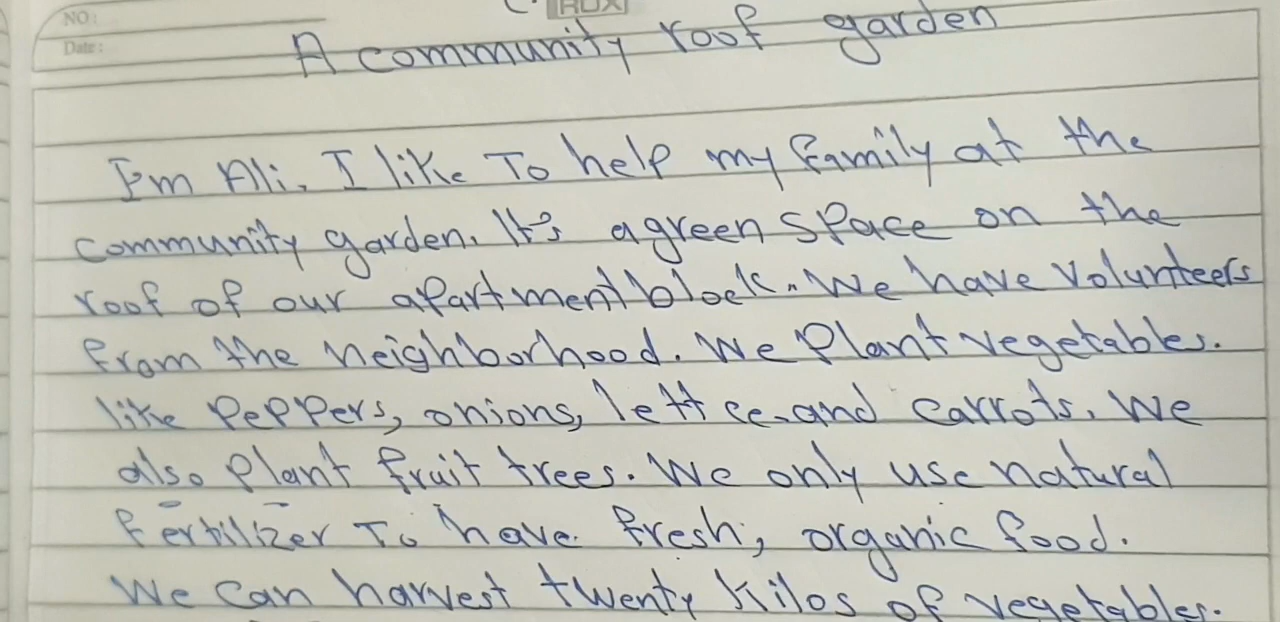 NO:
Date:
A community roof garden
I'm Ali. I like To help my family at the
community garden. It's a green space on the
roof of our apartment block. We have volunteers
from the neighborhood. We Plant vegetables.
like PePPers, onions, lettce and carrots. We
also Plant fruit trees. We only use natural
fertilizer To have fresh, organic food.
We can harvest twenty kilos of vegetables.